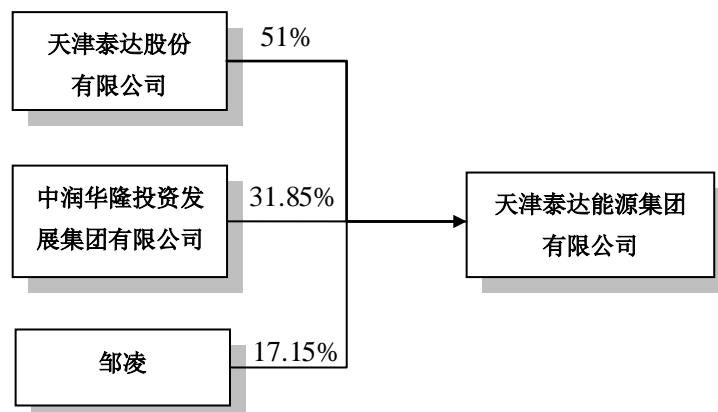 天津泰达股份
有限公司
51%
中润华隆投资发
展集团有限公司
31.85%
天津泰达能源集团
有限公司
邹凌
17.15%